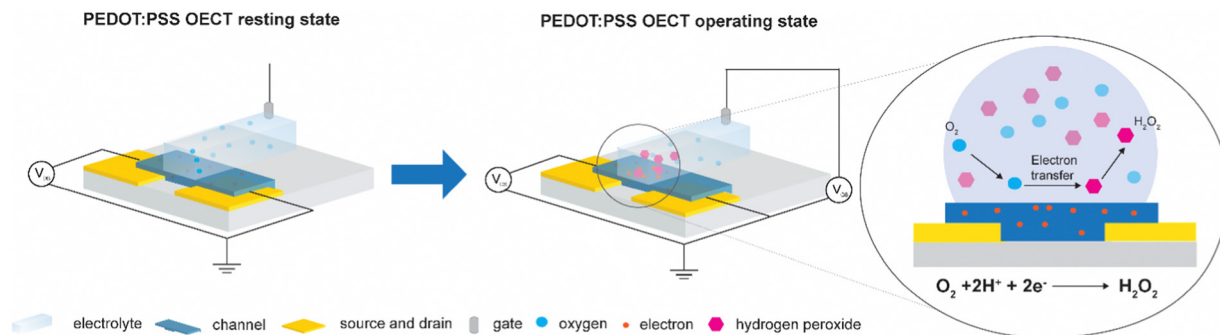 PEDOT:PSS OECT resting state
PEDOT:PSS OECT operating state
O₂
H₂O₂
Electron
transfer
O₂ +2H⁺ + 2e⁻ → H₂O₂
electrolyte channel source and drain gate oxygen electron hydrogen peroxide